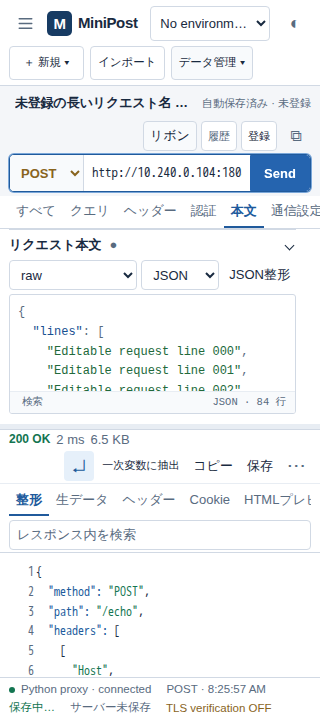 M MiniPost No environm…
＋ 新規 ▾ インポート データ管理 ▾
未登録の長いリクエスト名 … 自動保存済み · 未登録
リボン 履歴 登録
POST http://10.240.0.104:180 Send
すべて クエリ ヘッダー 認証 本文 通信設定
リクエスト本文
raw JSON JSON整形
{
"lines": [
"Editable request line 000",
"Editable request line 001",
"Editable request line 002"
検索 JSON · 84 行
200 OK 2 ms 6.5 KB
一次変数に抽出 コピー 保存 ···
整形 生データ ヘッダー Cookie HTMLプレビ
レスポンス内を検索
1 {
2 "method": "POST",
3 "path": "/echo",
4 "headers": [
5 [
6 "Host",
Python proxy · connected POST · 8:25:57 AM
保存中… サーバー未保存 TLS verification OFF